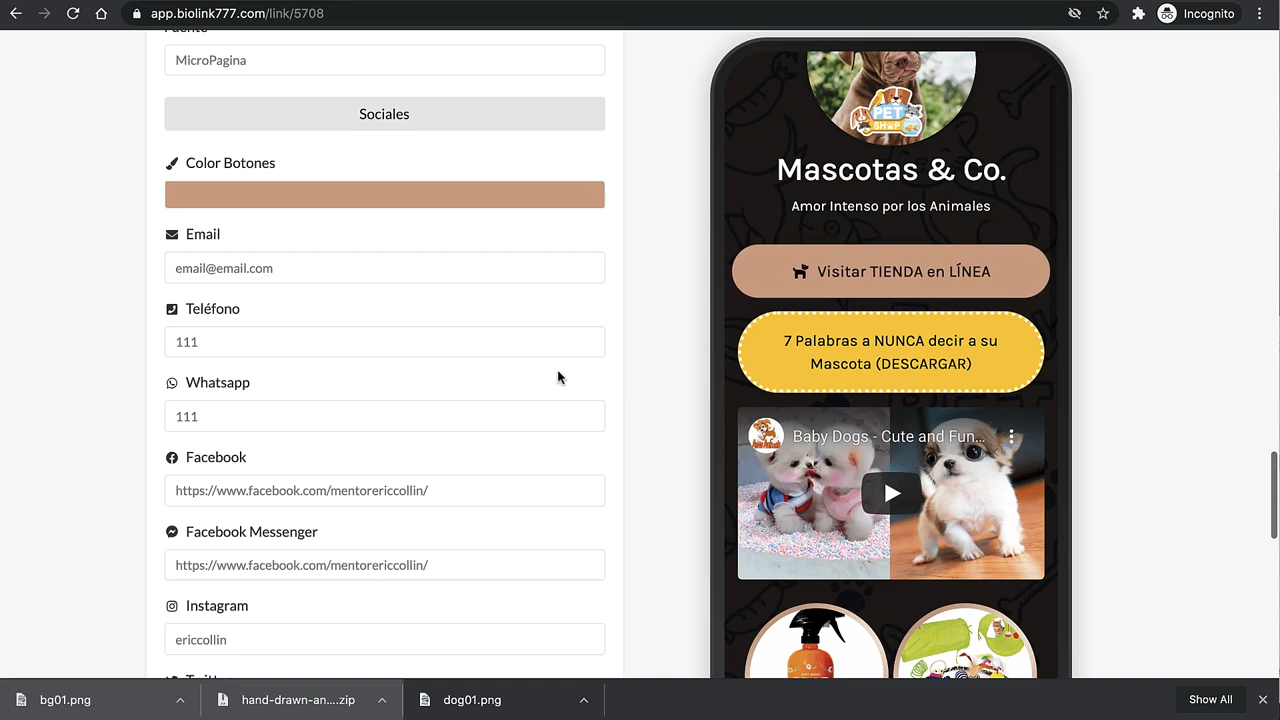 app.biolink777.com/link/5708
Incognito
Fuente
MicroPagina
Sociales
Color Botones
Email
email@email.com
Teléfono
111
Whatsapp
111
Facebook
https://www.facebook.com/mentorericcollin/
Facebook Messenger
https://www.facebook.com/mentorericcollin/
Instagram
ericcollin
PET
SHOP
Mascotas & Co.
Amor Intenso por los Animales
Visitar TIENDA en LÍNEA
7 Palabras a NUNCA decir a su
Mascota (DESCARGAR)
Baby Dogs - Cute and Fun...
bg01.png
hand-drawn-an....zip
dog01.png
Show All